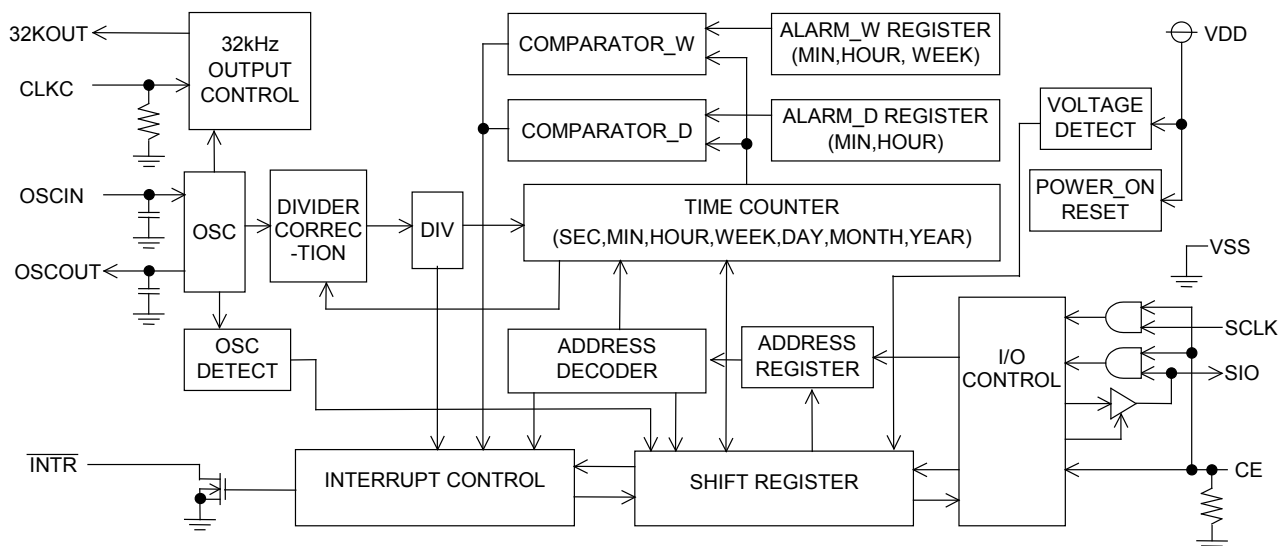 32KOUT
32kHz
OUTPUT
CONTROL
CLKC
COMPARATOR_W
ALARM_W REGISTER
(MIN,HOUR, WEEK)
VDD
COMPARATOR_D
ALARM_D REGISTER
(MIN,HOUR)
VOLTAGE
DETECT
POWER_ON
RESET
OSCIN
OSC
DIVIDER
CORREC
-TION
DIV
TIME COUNTER
(SEC,MIN,HOUR,WEEK,DAY,MONTH,YEAR)
VSS
OSCOUT
OSC
DETECT
ADDRESS
DECODER
ADDRESS
REGISTER
I/O
CONTROL
SCLK
SIO
INTR
INTERRUPT CONTROL
SHIFT REGISTER
CE